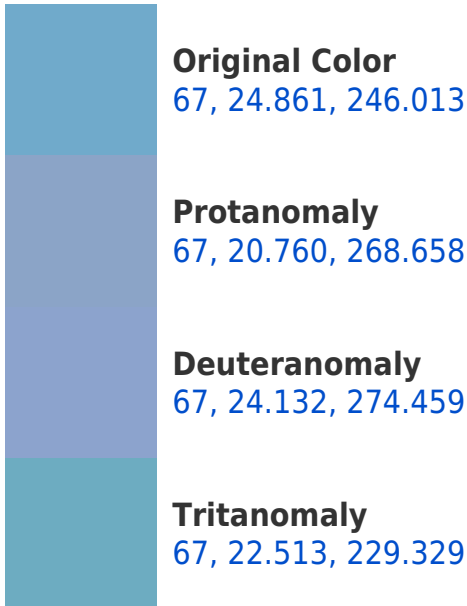 Original Color
67, 24.861, 246.013
Protanomaly
67, 20.760, 268.658
Deuteranomaly
67, 24.132, 274.459
Tritanomaly
67, 22.513, 229.329